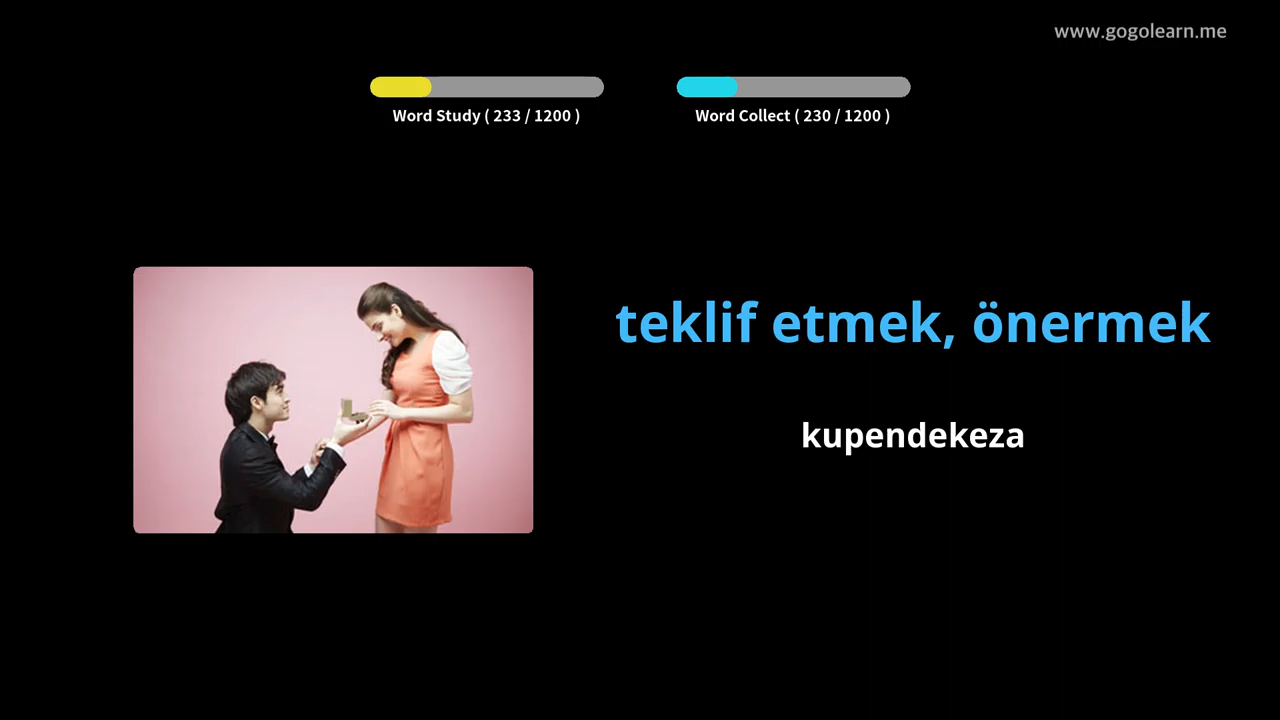 www.gogolearn.me
Word Study ( 233 / 1200 )
Word Collect ( 230 / 1200 )
teklif etmek, önermek
kupendekeza